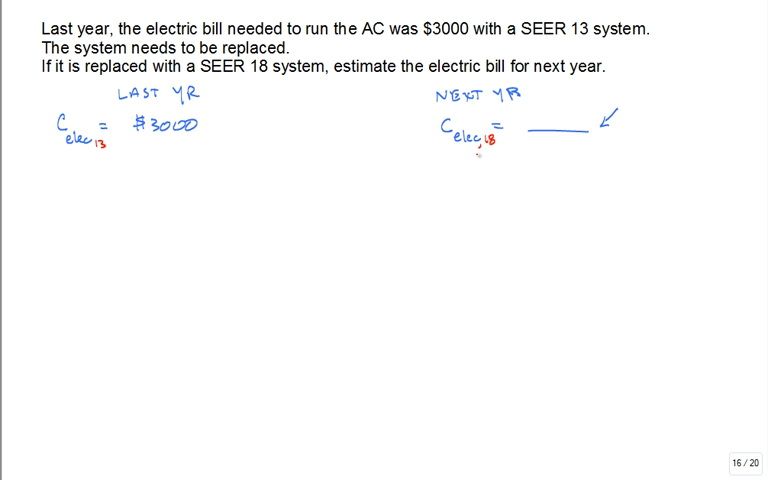 Last year, the electric bill needed to run the AC was $3000 with a SEER 13 system.
The system needs to be replaced.
If it is replaced with a SEER 18 system, estimate the electric bill for next year.
LAST YR NEXT YR
C elec 13 = $3000 C elec, 18 = ____
16 / 20